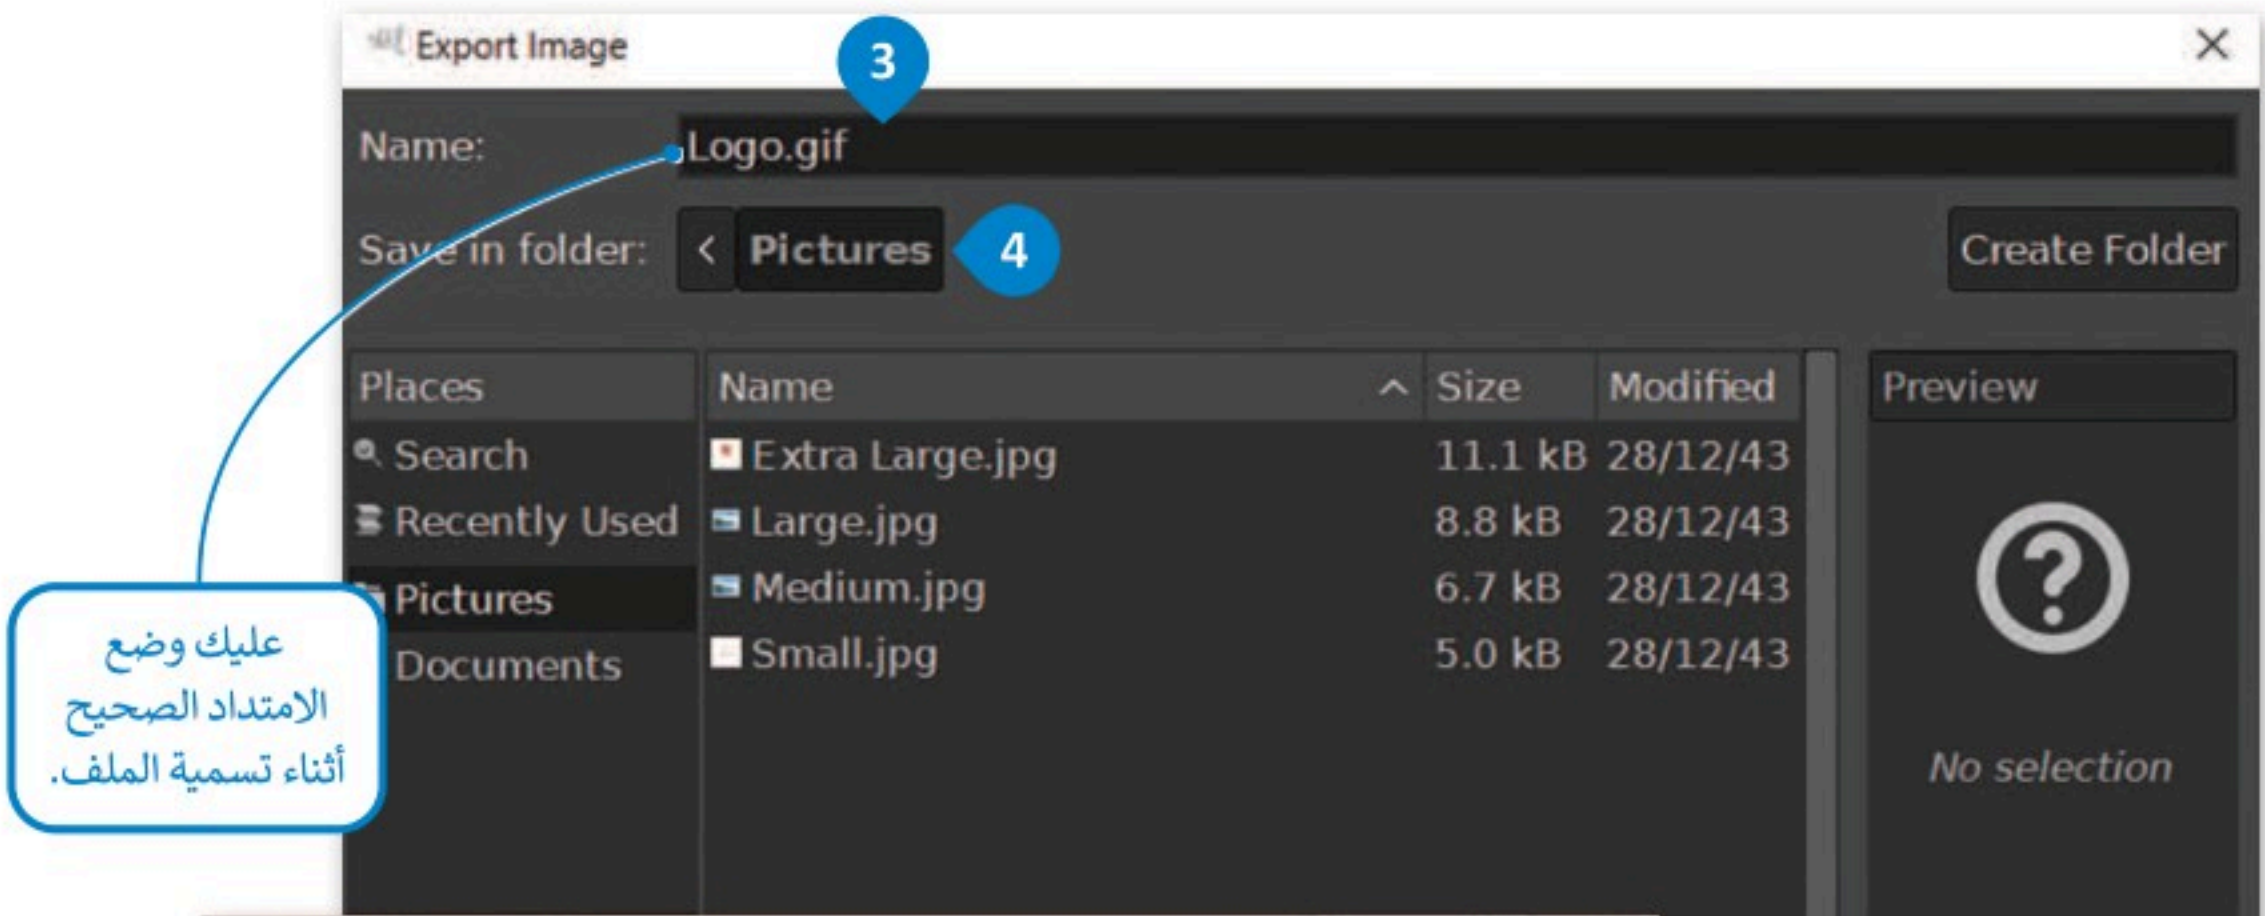 Export Image
3
Name: Logo.gif
Save in folder: < Pictures 4 Create Folder
Places Name Size Modified Preview
Search Extra Large.jpg 11.1 kB 28/12/43
Recently Used Large.jpg 8.8 kB 28/12/43
Pictures Medium.jpg 6.7 kB 28/12/43
Documents Small.jpg 5.0 kB 28/12/43
No selection
عليك وضع
الامتداد الصحيح
أثناء تسمية الملف.